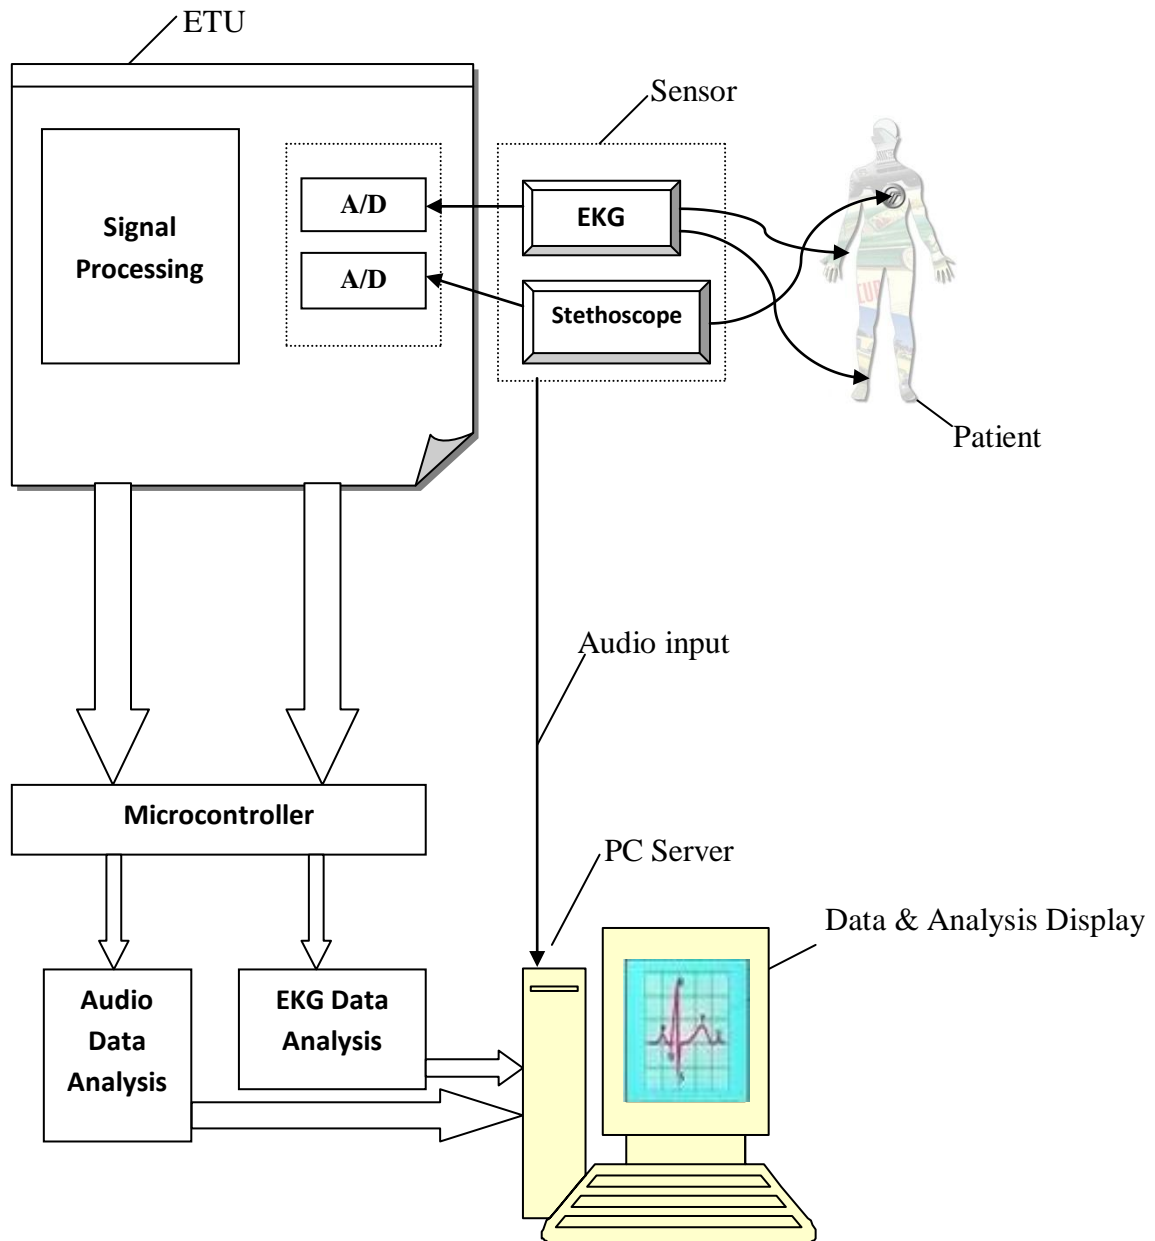 ETU
Sensor
Signal
Processing
A/D
A/D
EKG
Stethoscope
Patient
Audio input
Microcontroller
PC Server
Data & Analysis Display
Audio
Data
Analysis
EKG Data
Analysis